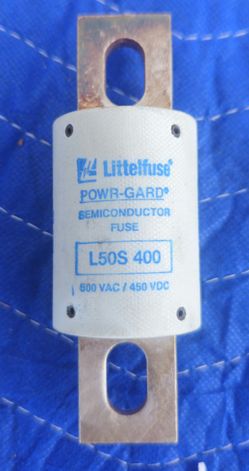 Littelfuse®
POWR-GARD®
SEMICONDUCTOR
FUSE
L50S 400
500 VAC / 450 VDC